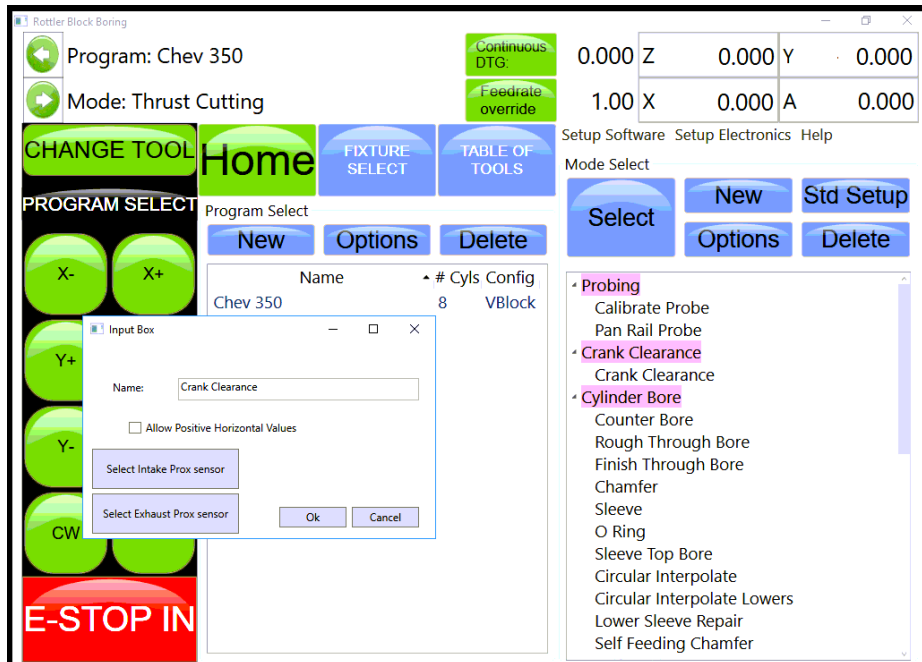 Rottler Block Boring
Program: Chev 350
Mode: Thrust Cutting
Continuous
DTG:
Feedrate
override
0.000 Z 0.000 Y 0.000
1.00 X 0.000 A 0.000
CHANGE TOOL
Home
FIXTURE
SELECT
TABLE OF
TOOLS
Setup Software Setup Electronics Help
PROGRAM SELECT
X-
X+
Y+
Y-
CW
E-STOP IN
Program Select
New
Options
Delete
Name # Cyls Config
Chev 350 8 VBlock
Input Box
Name: Crank Clearance
Allow Positive Horizontal Values
Select Intake Prox sensor
Select Exhaust Prox sensor
Ok
Cancel
Mode Select
Select
New
Std Setup
Options
Delete
Probing
Calibrate Probe
Pan Rail Probe
Crank Clearance
Crank Clearance
Cylinder Bore
Counter Bore
Rough Through Bore
Finish Through Bore
Chamfer
Sleeve
O Ring
Sleeve Top Bore
Circular Interpolate
Circular Interpolate Lowers
Lower Sleeve Repair
Self Feeding Chamfer